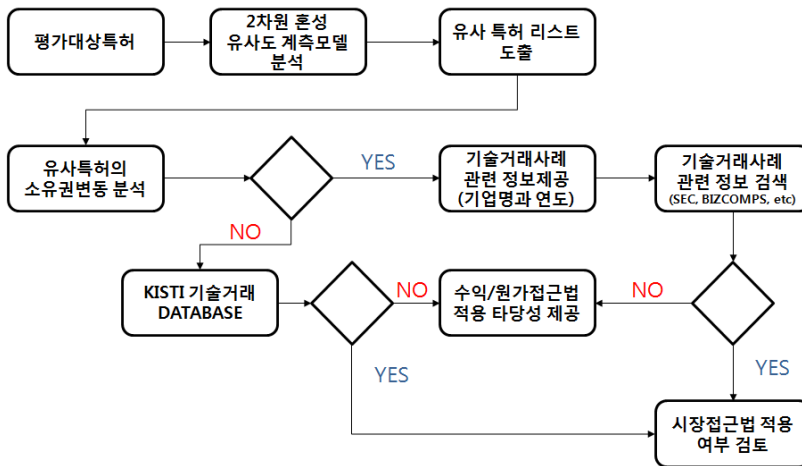 평가대상특허
2차원 혼성
유사도 계측모델
분석
유사 특허 리스트
도출
유사특허의
소유권변동 분석
YES
기술거래사례
관련 정보제공
(기업명과 연도)
기술거래사례
관련 정보 검색
(SEC, BIZCOMPS, etc)
NO
KISTI 기술거래
DATABASE
NO
수익/원가접근법
적용 타당성 제공
NO
YES
YES
시장접근법 적용
여부 검토